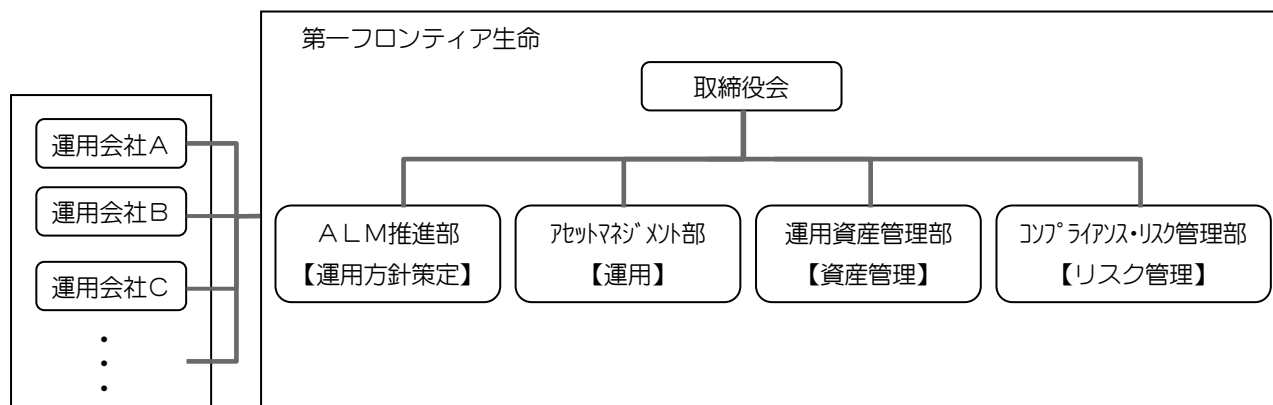 第一フロンティア生命
取締役会
運用会社A
運用会社B
運用会社C
・
・
・
ALM推進部
【運用方針策定】
アセットマネジメント部
【運用】
運用資産管理部
【資産管理】
コンプライアンス・リスク管理部
【リスク管理】